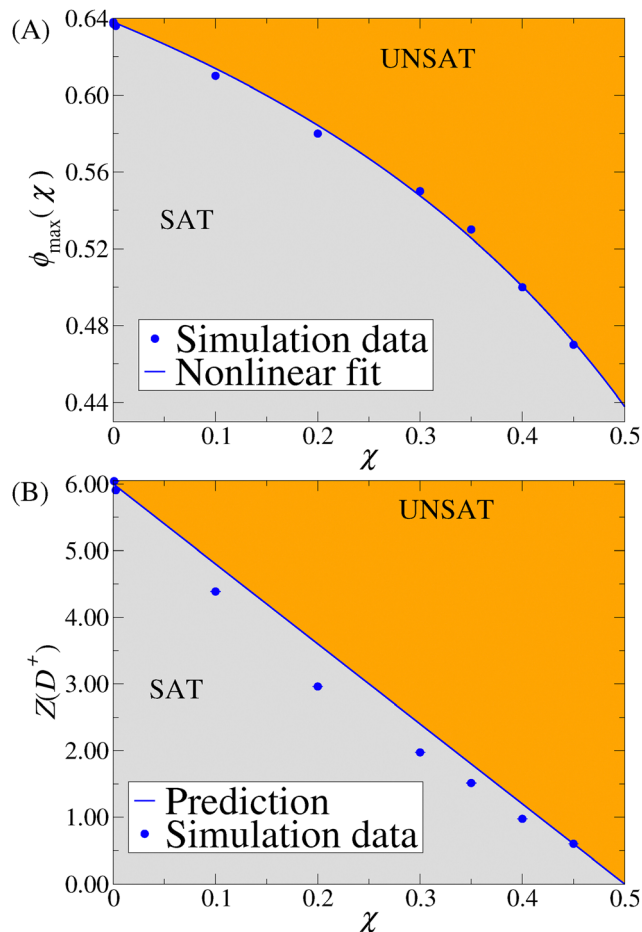 (A)
0.64
0.60
0.56
0.52
0.48
0.44
ϕmax(χ)
UNSAT
SAT
Simulation data
Nonlinear fit
0 0.1 0.2 0.3 0.4 0.5
χ
(B)
6.00
5.00
4.00
3.00
2.00
1.00
0.00
Z(D⁺)
UNSAT
SAT
Prediction
Simulation data
0 0.1 0.2 0.3 0.4 0.5
χ